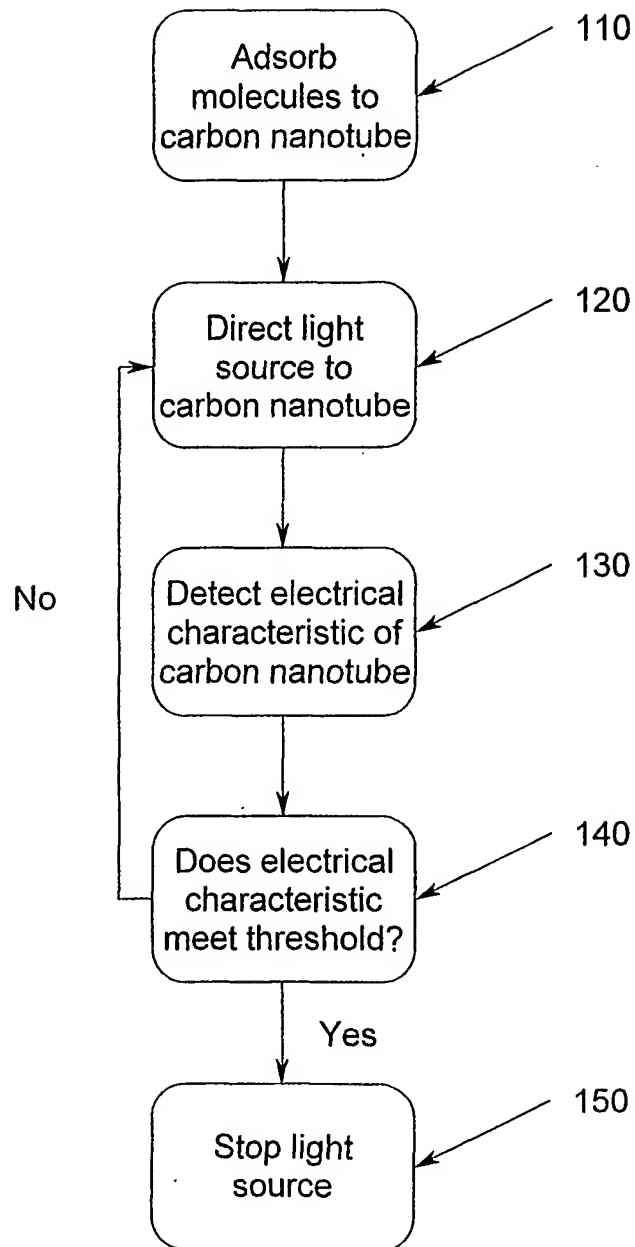 Adsorb
molecules to
carbon nanotube
110
Direct light
source to
carbon nanotube
120
Detect electrical
characteristic of
carbon nanotube
130
No
Does electrical
characteristic
meet threshold?
140
Yes
Stop light
source
150